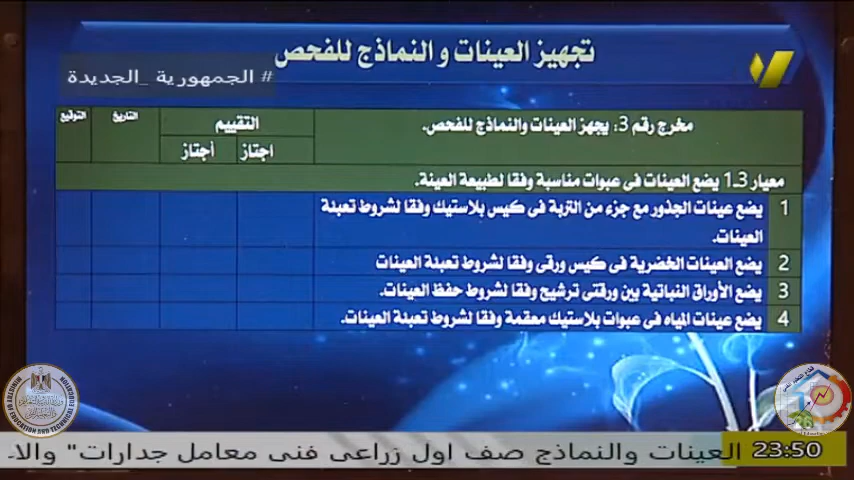 تجهيز العينات والنماذج للفحص
# الجمهورية _الجديدة
مخرج رقم 3: يجهز العينات والنماذج للفحص.
التقييم
التاريخ
التوقيع
اجتاز
أجتاز
معيار 3ـ1 يضع العينات فى عبوات مناسبة وفقا لطبيعة العينة.
1 يضع عينات الجذور مع جزء من التربة فى كيس بلاستيك وفقا لشروط تعبئة
العينات.
2 يضع العينات الخضرية فى كيس ورقى وفقا لشروط تعبئة العينات
3 يضع الأوراق النباتية بين ورقتى ترشيح وفقا لشروط حفظ العينات.
4 يضع عينات المياه فى عبوات بلاستيك معقمة وفقا لشروط تعبئة العينات.
23:50
العينات والنماذج صف اول زراعى فنى معامل جدارات" والا